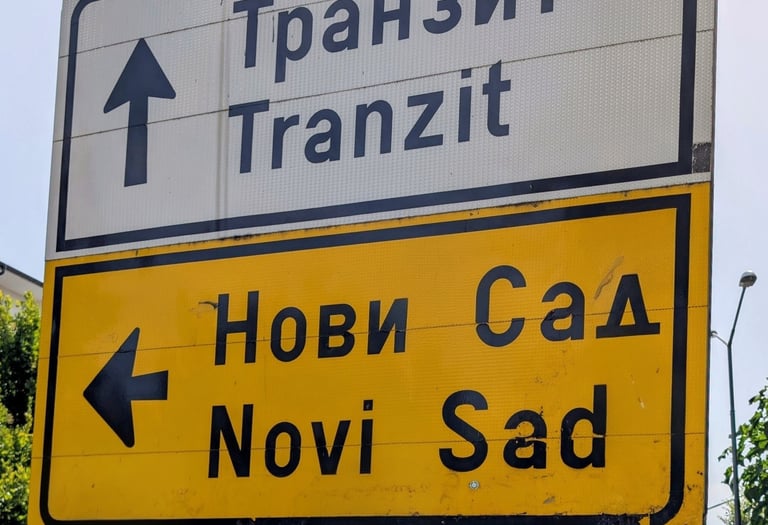 Транзит
Tranzit
Нови Сад
Novi Sad